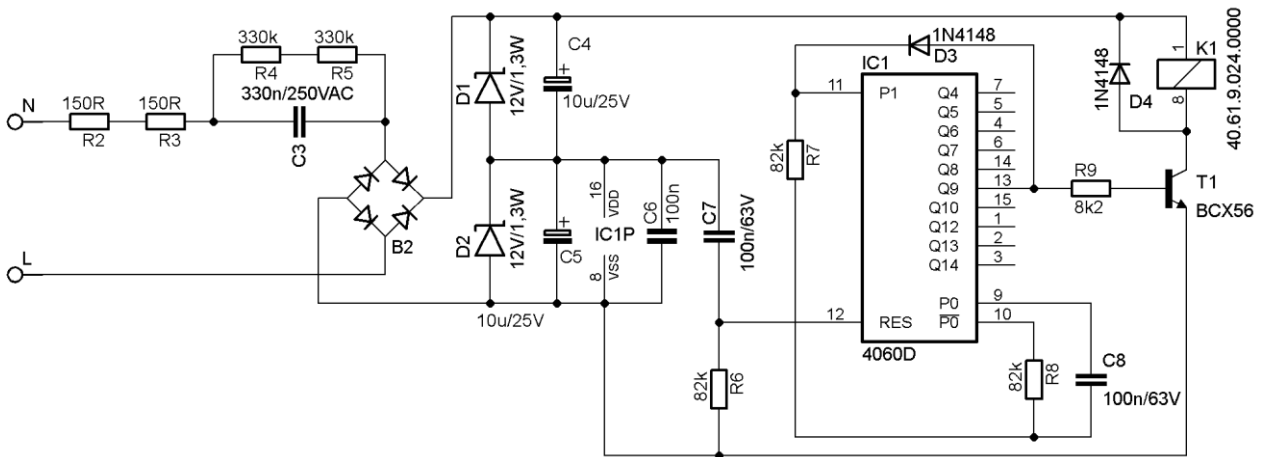 N
150R
R2
150R
R3
330k
R4
330k
R5
330n/250VAC
C3
L
B2
D1
12V/1,3W
D2
12V/1,3W
+
C4
10u/25V
+
C5
10u/25V
16
VDD
IC1P
8
VSS
C6
100n
C7
100n/63V
82k
R6
82k
R7
1N4148
D3
IC1
11
P1
12
RES
4060D
Q4
7
Q5
5
Q6
4
Q7
6
Q8
14
Q9
13
Q10
15
Q12
1
Q13
2
Q14
3
P0
9
P0
10
82k
R8
C8
100n/63V
R9
8k2
1N4148
D4
1
K1
8
40.61.9.024.0000
T1
BCX56